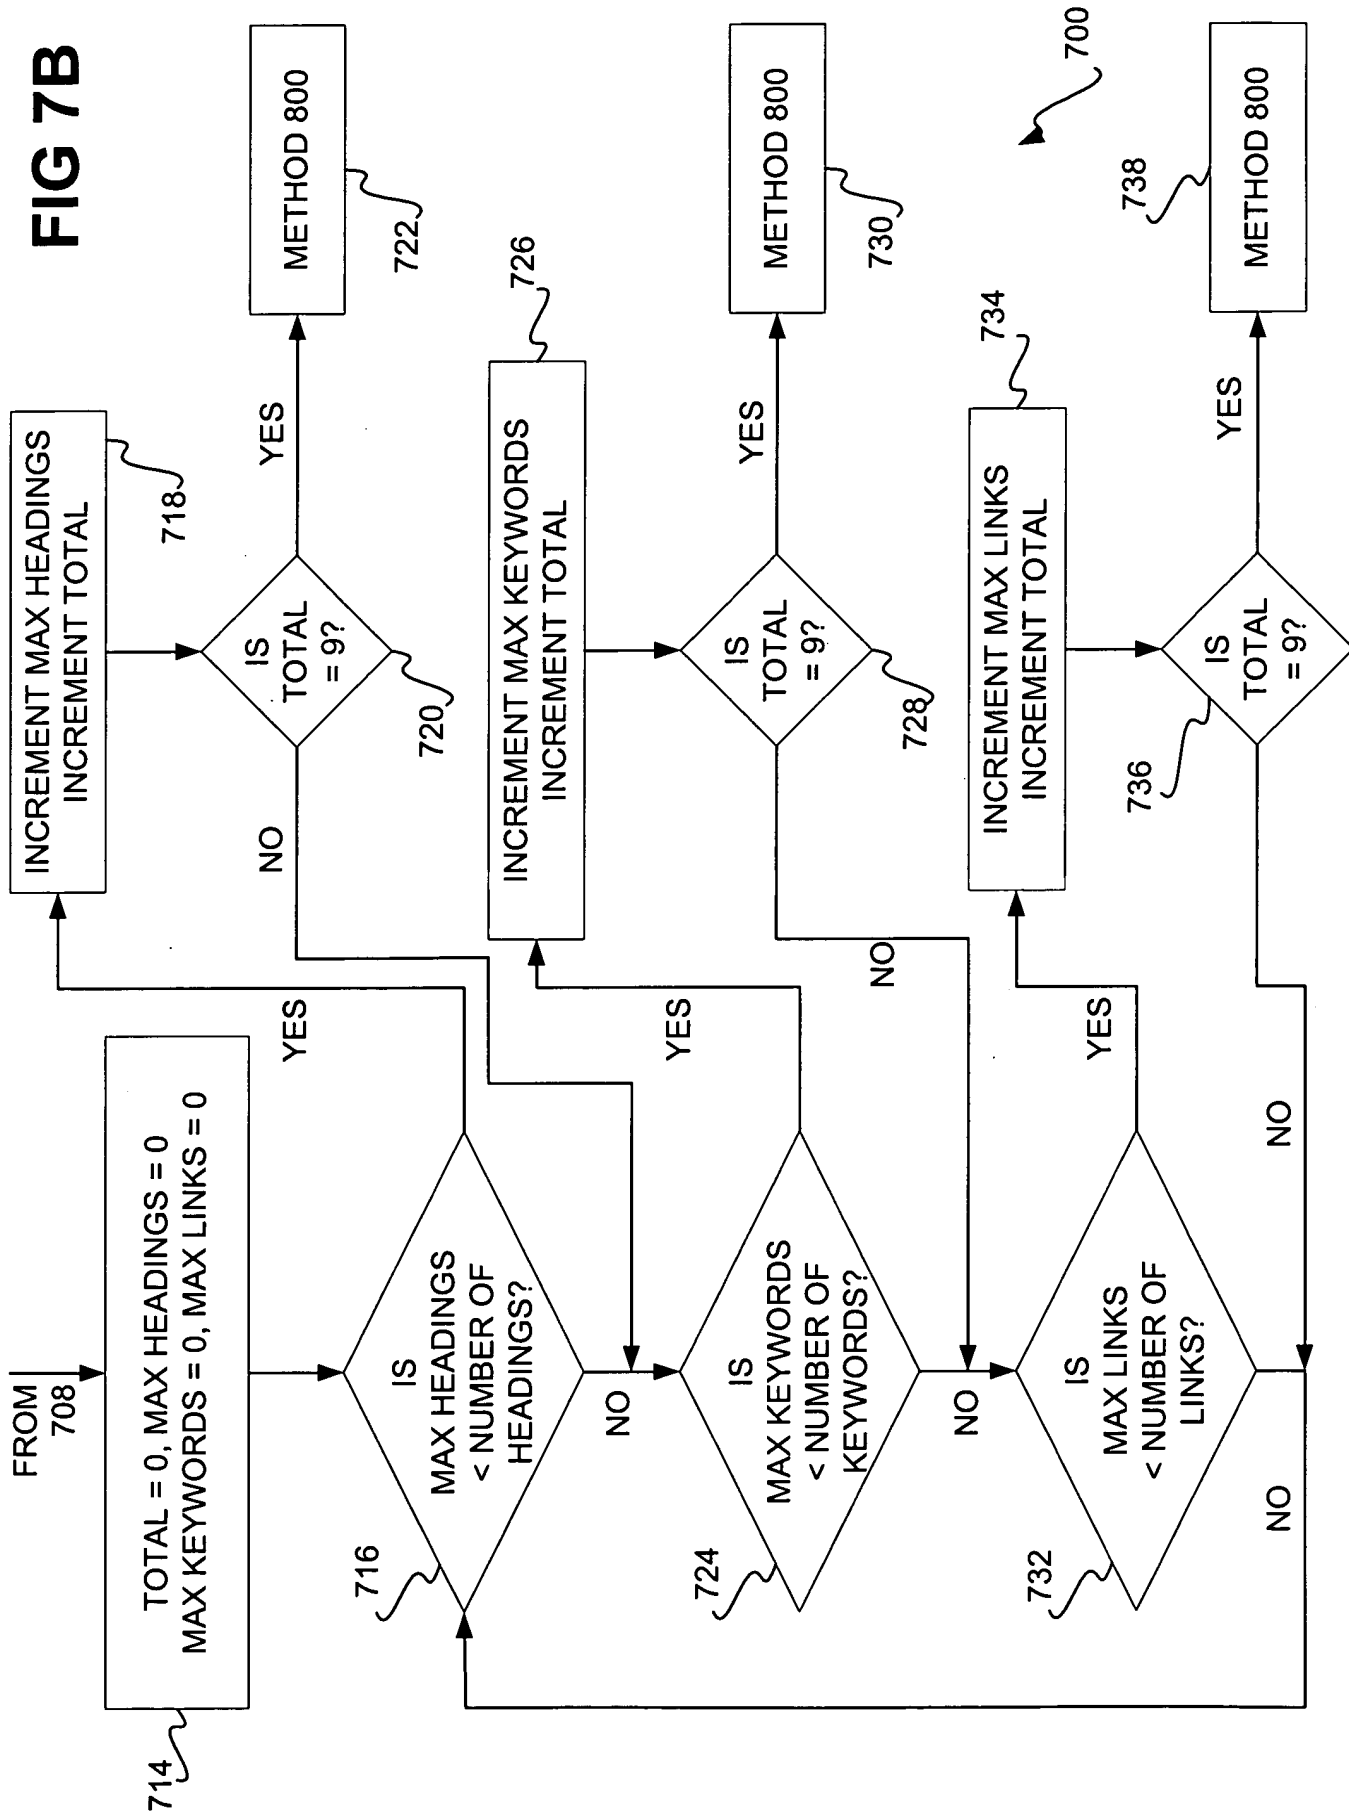 FIG 7B
FROM
708
TOTAL = 0, MAX HEADINGS = 0
MAX KEYWORDS = 0, MAX LINKS = 0
714
IS
MAX HEADINGS
< NUMBER OF
HEADINGS?
716
YES
NO
INCREMENT MAX HEADINGS
INCREMENT TOTAL
718
IS
TOTAL
= 9?
720
NO
YES
METHOD 800
722
IS
MAX KEYWORDS
< NUMBER OF
KEYWORDS?
724
YES
NO
INCREMENT MAX KEYWORDS
INCREMENT TOTAL
726
IS
TOTAL
= 9?
728
NO
YES
METHOD 800
730
IS
MAX LINKS
< NUMBER OF
LINKS?
732
YES
NO
INCREMENT MAX LINKS
INCREMENT TOTAL
734
IS
TOTAL
= 9?
736
NO
YES
METHOD 800
738
700